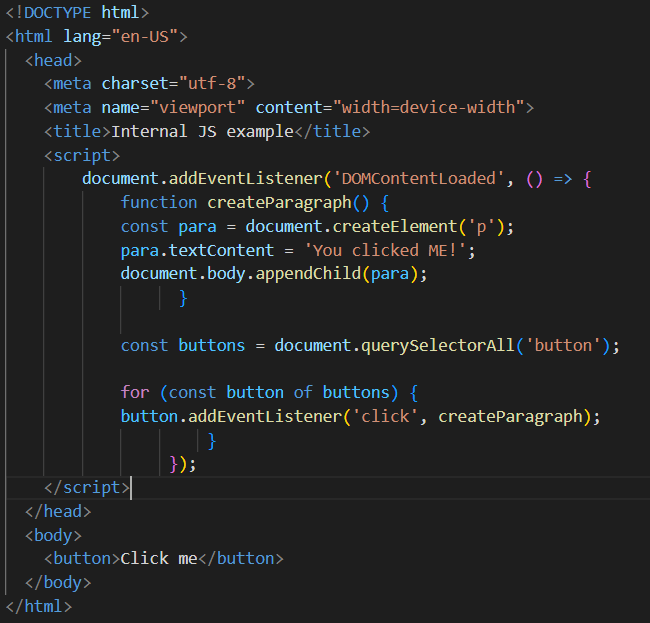 <!DOCTYPE html>
<html lang="en-US">
  <head>
    <meta charset="utf-8">
    <meta name="viewport" content="width=device-width">
    <title>Internal JS example</title>
    <script>
        document.addEventListener('DOMContentLoaded', () => {
            function createParagraph() {
            const para = document.createElement('p');
            para.textContent = 'You clicked ME!';
            document.body.appendChild(para);
                  }

            const buttons = document.querySelectorAll('button');

            for (const button of buttons) {
            button.addEventListener('click', createParagraph);
                     }
                 });
    </script>
  </head>
  <body>
    <button>Click me</button>
  </body>
</html>